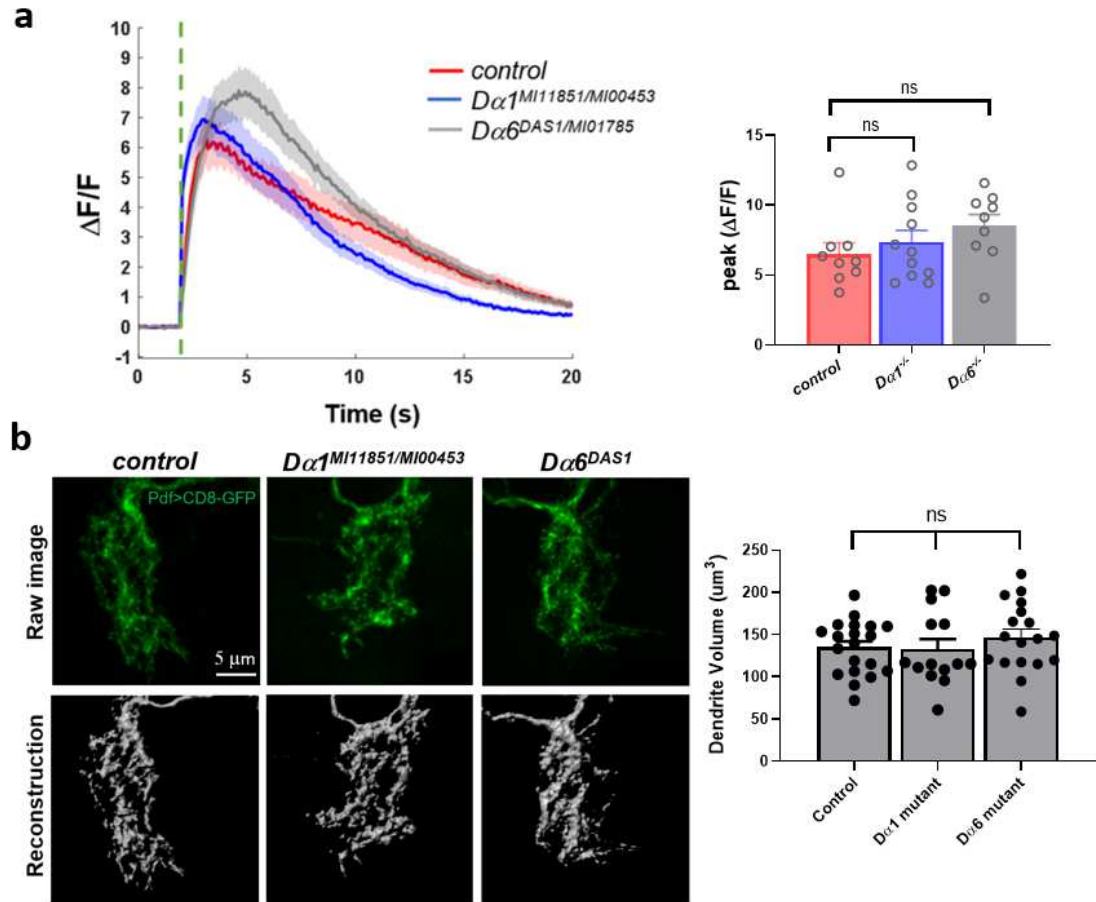 a
10
9
8
7
6
5
4
3
2
1
0
-1
ΔF/F
0
5
10
15
20
Time (s)
control
Dα1MI11851/MI00453
Dα6DAS1/MI01785
ns
ns
15
10
5
0
peak (ΔF/F)
control
Dα1-/-
Dα6-/-
b
control
Dα1MI11851/MI00453
Dα6DAS1
Raw image
Pdf>CD8-GFP
5 μm
Reconstruction
ns
250
200
150
100
50
0
Dendrite Volume (um3)
Control
Dα1 mutant
Dα6 mutant